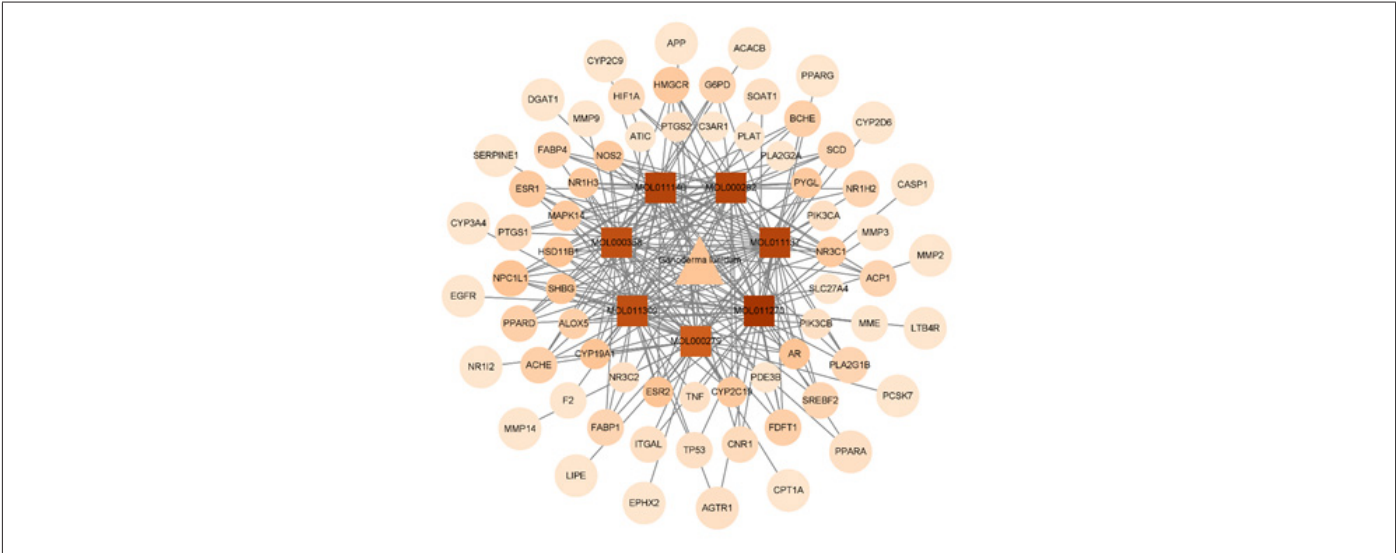 APP
ACACB
CYP2C9
PPARG
HMGCR
G6PD
HIF1A
SOAT1
DGAT1
MMP9
BCHE
CYP2D6
PTGS2
C3AR1
ATIC
PLAT
FABP4
NOS2
PLA2G2A
SCD
SERPINE1
ESR1
NR1H3
PYGL
NR1H2
CASP1
MAPK14
PIK3CA
CYP3A4
PTGS1
MMP3
HSD11B1
NR3C1
MMP2
Ganoderma lucidum
NPC1L1
SHBG
ACP1
SLC27A4
EGFR
PPARD
ALOX5
PIK3CB
MME
LTB4R
CYP19A1
AR
NR1I2
ACHE
NR3C2
PDE3B
PLA2G1B
ESR2
TNF
CYP2C19
PCSK7
F2
SREBF2
MMP14
FABP1
FDFT1
ITGAL
TP53
CNR1
PPARA
LIPE
CPT1A
EPHX2
AGTR1